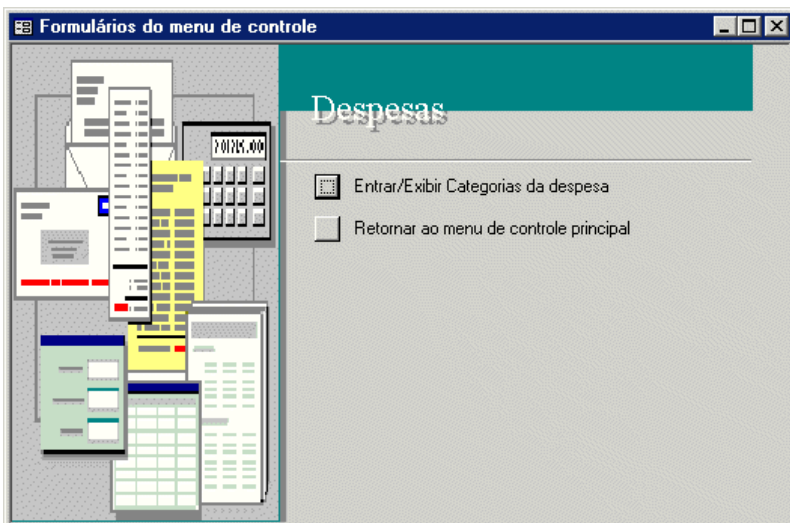 Formulários do menu de controle
Despesas
Entrar/Exibir Categorias da despesa
Retornar ao menu de controle principal